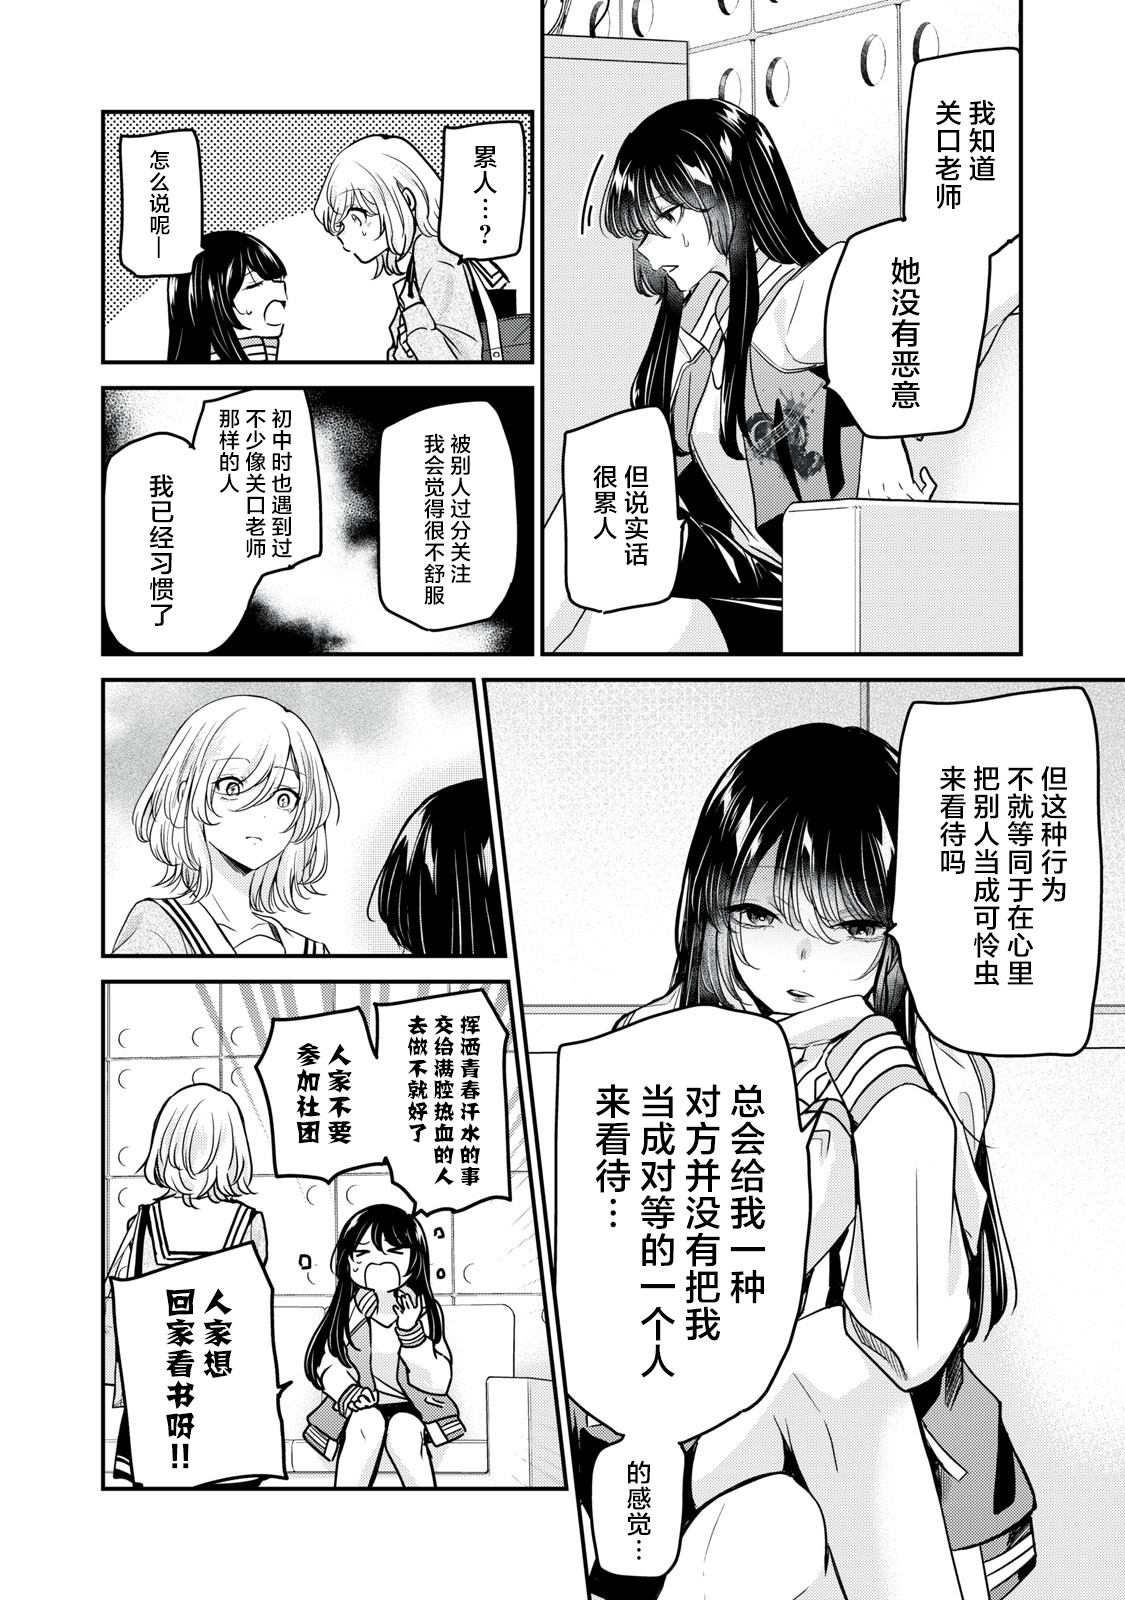 我知道
关口老师
她没有恶意
但说实话
很累人
累人…?
怎么说呢—
被别人过分关注
我会觉得很不舒服
初中时也遇到过
不少像关口老师
那样的人
我已经习惯了
但这种行为
不就等同于在心里
把别人当成可怜虫
来看待吗
总会给我一种
对方并没有把我
当成对等的一个人
来看待…
的感觉…
挥洒青春汗水的事
交给满腔热血的人
去做不就好了
人家不要
参加社团
人家想
回家看书呀!!